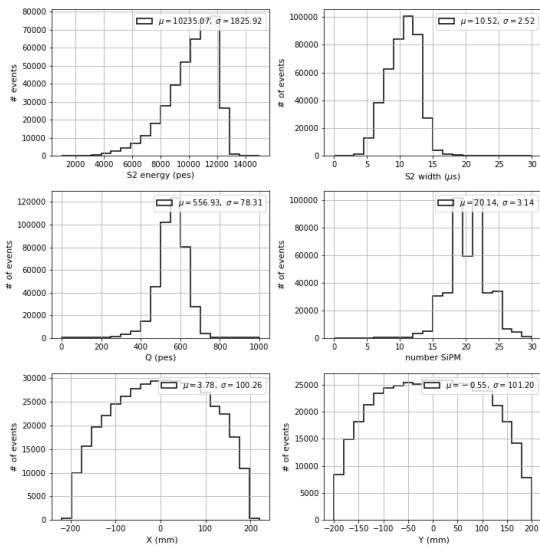 80000
70000
60000
50000
40000
30000
20000
10000
0
# of events
μ = 10235.07, σ = 1825.92
2000 4000 6000 8000 10000 12000 14000
S2 energy (pes)
100000
80000
60000
40000
20000
0
# of events
μ = 10.52, σ = 2.52
0 5 10 15 20 25 30
S2 width (μs)
120000
100000
80000
60000
40000
20000
0
# of events
μ = 556.93, σ = 78.31
0 200 400 600 800 1000
Q (pes)
100000
80000
60000
40000
20000
0
# of events
μ = 20.14, σ = 3.14
0 5 10 15 20 25 30
number SiPM
30000
25000
20000
15000
10000
5000
0
# of events
μ = 3.78, σ = 100.26
−200 −100 0 100 200
X (mm)
25000
20000
15000
10000
5000
0
# of events
μ = −0.55, σ = 101.20
−200 −150 −100 −50 0 50 100 150 200
Y (mm)